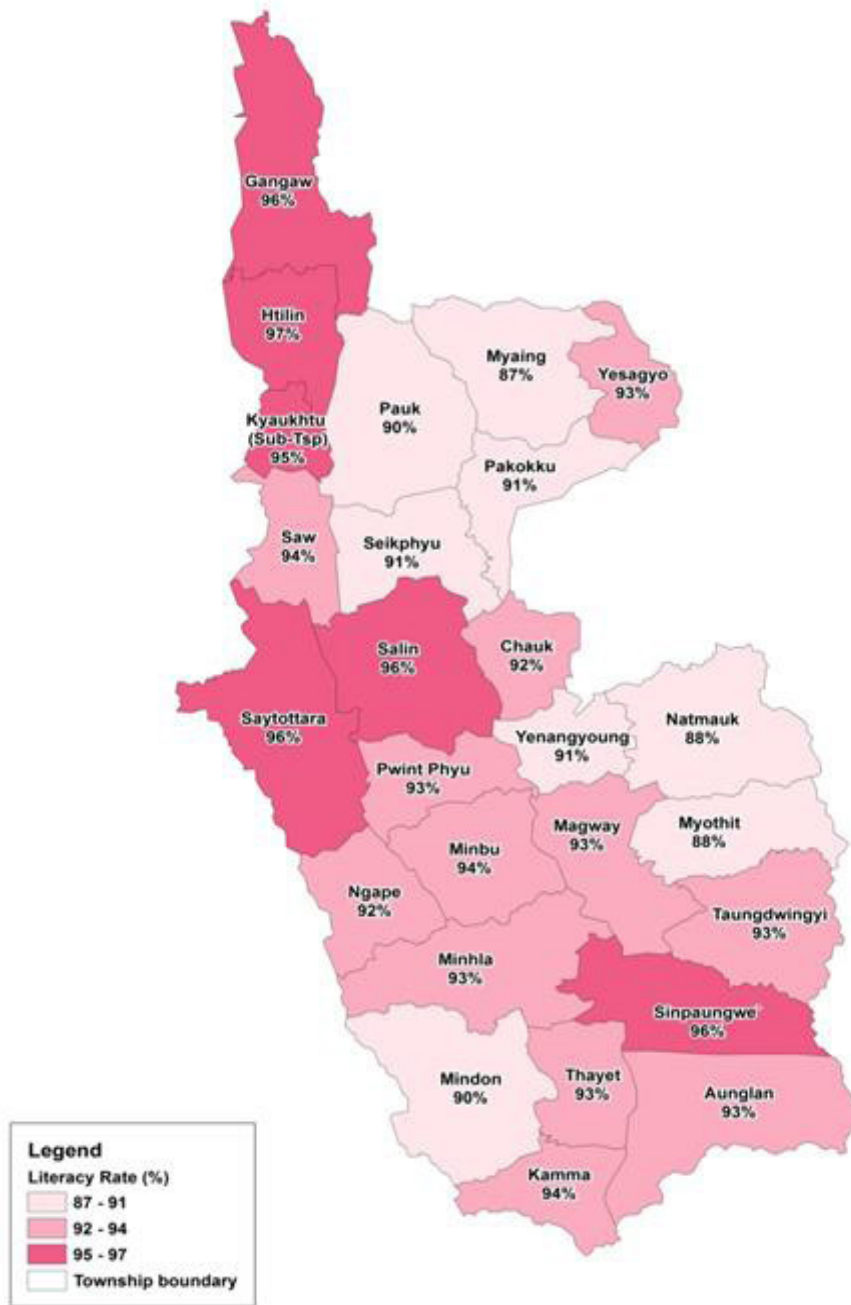 Gangaw
96%
Htilin
97%
Myaing
87%
Yesagyo
93%
Pauk
90%
Kyaukhtu
(Sub-Tsp)
95%
Pakokku
91%
Saw
94%
Seikphyu
91%
Salin
96%
Chauk
92%
Saytottara
96%
Natmauk
88%
Yenangyoung
91%
Pwint Phyu
93%
Magway
93%
Myothit
88%
Minbu
94%
Ngape
92%
Taungdwingyi
93%
Minhla
93%
Sinpaungwe
96%
Mindon
90%
Thayet
93%
Aunglan
93%
Kamma
94%
Legend
Literacy Rate (%)
87 - 91
92 - 94
95 - 97
Township boundary